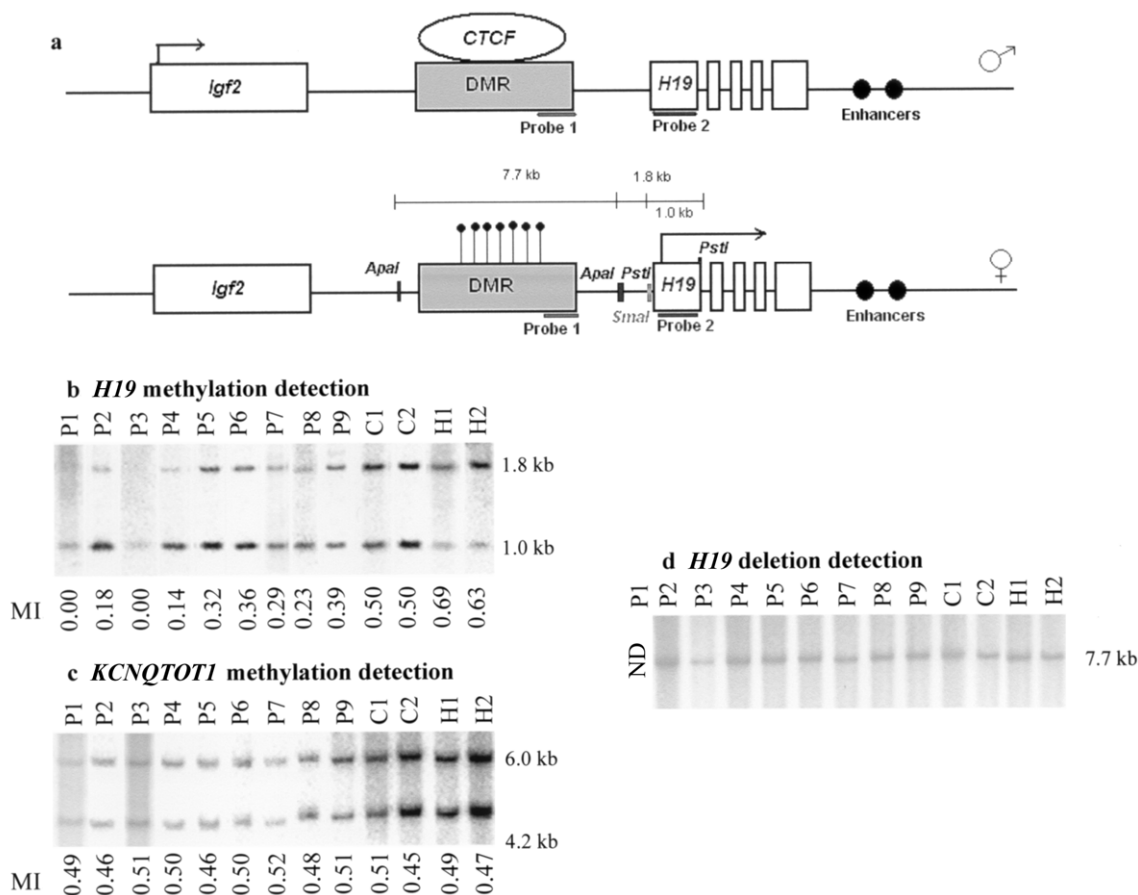 a
CTCF
Igf2 DMR H19
Probe 1 Probe 2 Enhancers
♂
7.7 kb 1.8 kb
1.0 kb
ApaI ApaI PstI PstI
Igf2 DMR H19
Probe 1 SmaI Probe 2 Enhancers
♀
b H19 methylation detection
P1 P2 P3 P4 P5 P6 P7 P8 P9 C1 C2 H1 H2
1.8 kb
1.0 kb
MI 0.00 0.18 0.00 0.14 0.32 0.36 0.29 0.23 0.39 0.50 0.50 0.69 0.63
c KCNQTOT1 methylation detection
P1 P2 P3 P4 P5 P6 P7 P8 P9 C1 C2 H1 H2
6.0 kb
4.2 kb
MI 0.49 0.46 0.51 0.50 0.46 0.50 0.52 0.48 0.51 0.51 0.45 0.49 0.47
d H19 deletion detection
P1 P2 P3 P4 P5 P6 P7 P8 P9 C1 C2 H1 H2
ND
7.7 kb